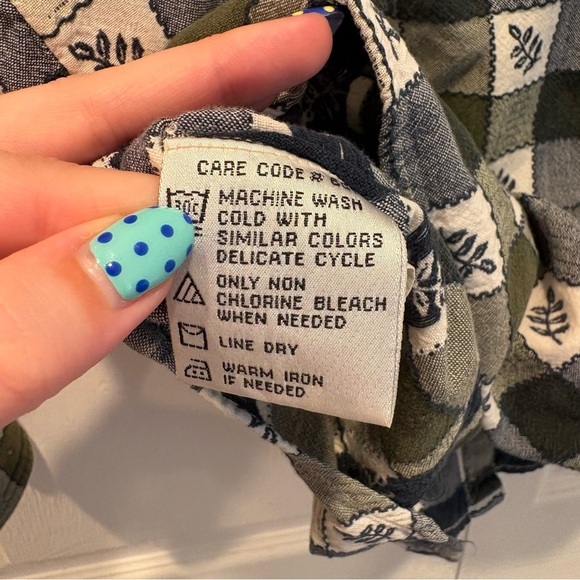 CARE CODE #
30C
MACHINE WASH
COLD WITH
SIMILAR COLORS
DELICATE CYCLE
ONLY NON
CHLORINE BLEACH
WHEN NEEDED
LINE DRY
WARM IRON
IF NEEDED